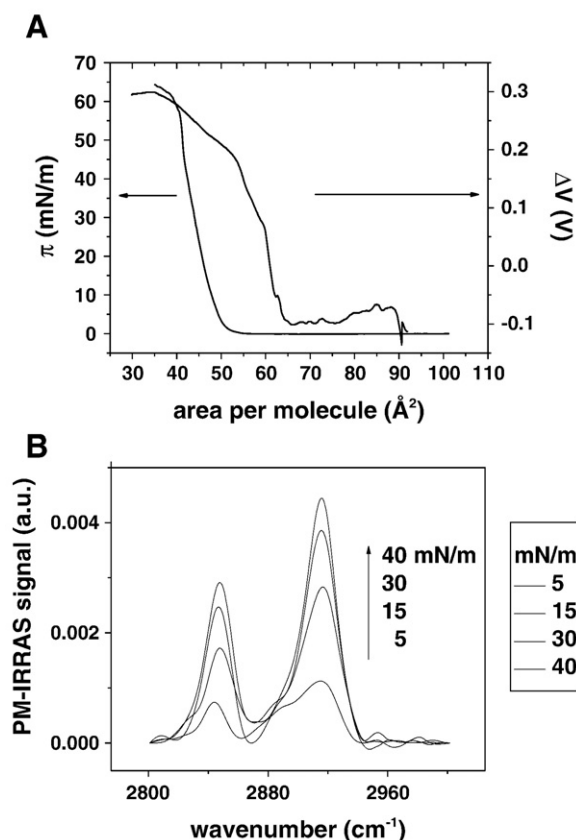 A
70
60
50
40
30
20
10
0
π (mN/m)
0.3
0.2
0.1
0.0
-0.1
ΔV (V)
30 40 50 60 70 80 90 100 110
area per molecule (Å²)
B
0.004
0.002
0.000
PM-IRRAS signal (a.u.)
40 mN/m
30
15
5
mN/m
5
15
30
40
2800 2880 2960
wavenumber (cm⁻¹)